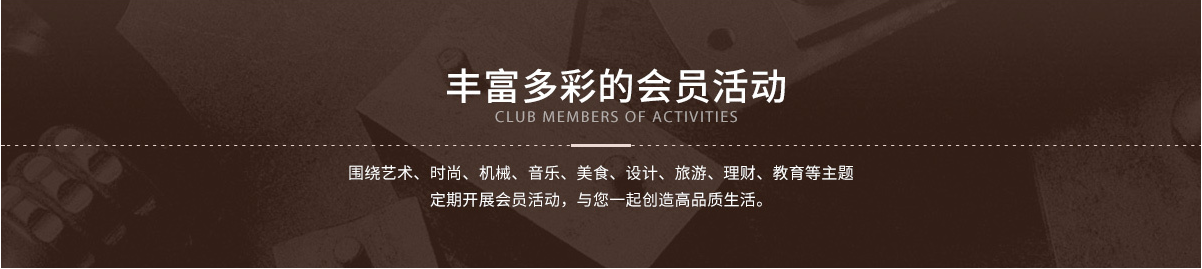 丰富多彩的会员活动
CLUB MEMBERS OF ACTIVITIES
围绕艺术、时尚、机械、音乐、美食、设计、旅游、理财、教育等主题
定期开展会员活动，与您一起创造高品质生活。